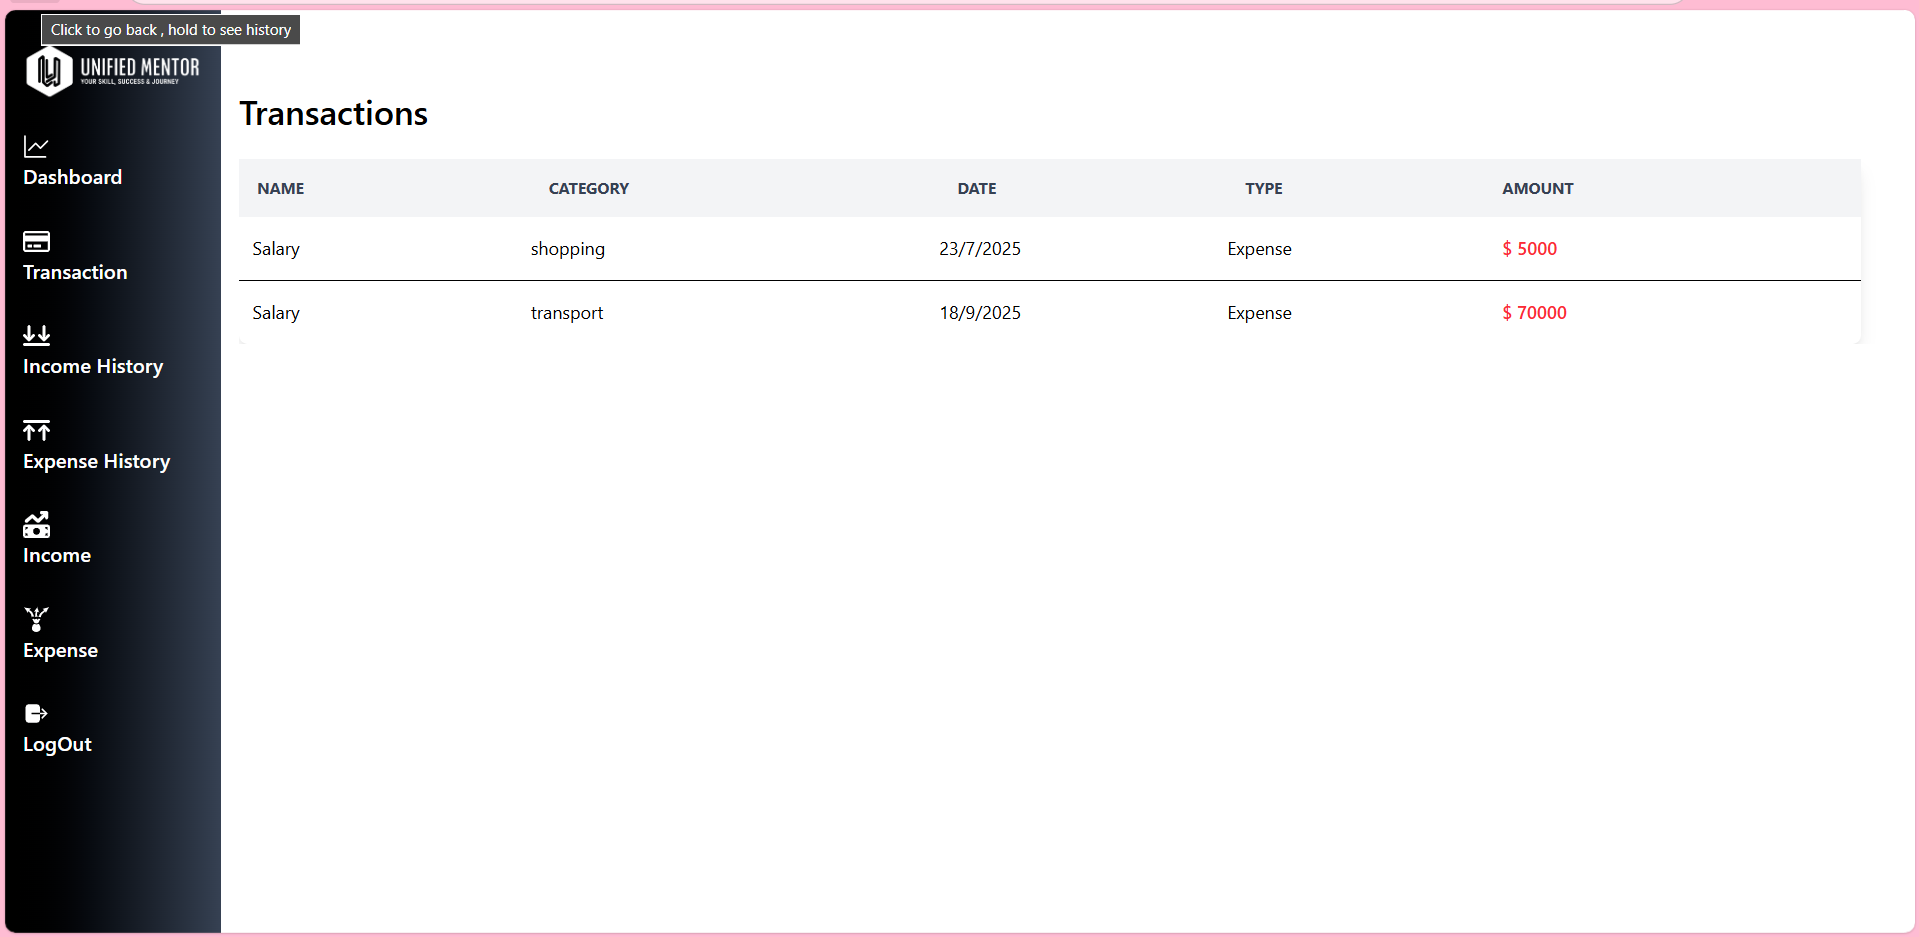 Click to go back , hold to see history
UNIFIED MENTOR
YOUR SKILL, SUCCESS & JOURNEY
Dashboard
Transaction
Income History
Expense History
Income
Expense
LogOut
Transactions
NAME CATEGORY DATE TYPE AMOUNT
Salary shopping 23/7/2025 Expense $ 5000
Salary transport 18/9/2025 Expense $ 70000